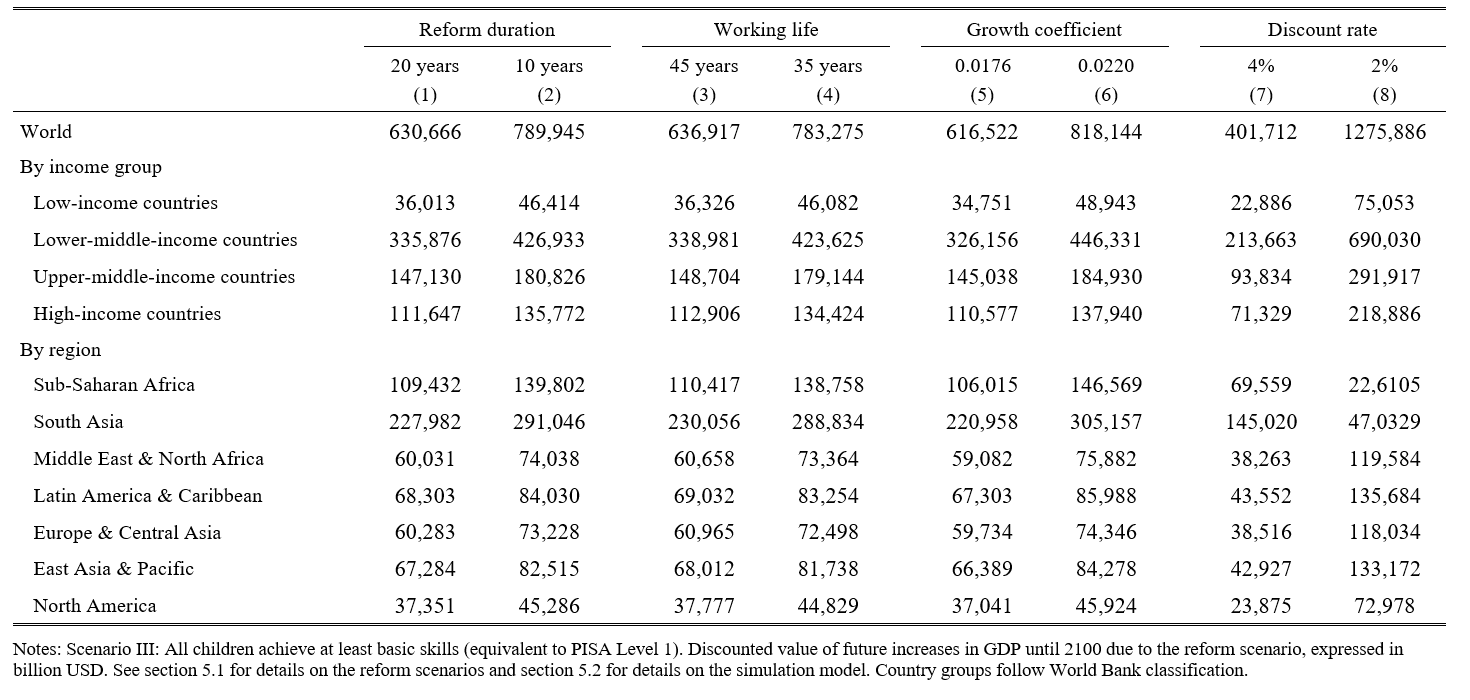 Reform duration Working life Growth coefficient Discount rate
20 years 10 years 45 years 35 years 0.0176 0.0220 4% 2%
(1) (2) (3) (4) (5) (6) (7) (8)
World 630,666 789,945 636,917 783,275 616,522 818,144 401,712 1275,886
By income group
Low-income countries 36,013 46,414 36,326 46,082 34,751 48,943 22,886 75,053
Lower-middle-income countries 335,876 426,933 338,981 423,625 326,156 446,331 213,663 690,030
Upper-middle-income countries 147,130 180,826 148,704 179,144 145,038 184,930 93,834 291,917
High-income countries 111,647 135,772 112,906 134,424 110,577 137,940 71,329 218,886
By region
Sub-Saharan Africa 109,432 139,802 110,417 138,758 106,015 146,569 69,559 22,6105
South Asia 227,982 291,046 230,056 288,834 220,958 305,157 145,020 47,0329
Middle East & North Africa 60,031 74,038 60,658 73,364 59,082 75,882 38,263 119,584
Latin America & Caribbean 68,303 84,030 69,032 83,254 67,303 85,988 43,552 135,684
Europe & Central Asia 60,283 73,228 60,965 72,498 59,734 74,346 38,516 118,034
East Asia & Pacific 67,284 82,515 68,012 81,738 66,389 84,278 42,927 133,172
North America 37,351 45,286 37,777 44,829 37,041 45,924 23,875 72,978
Notes: Scenario III: All children achieve at least basic skills (equivalent to PISA Level 1). Discounted value of future increases in GDP until 2100 due to the reform scenario, expressed in
billion USD. See section 5.1 for details on the reform scenarios and section 5.2 for details on the simulation model. Country groups follow World Bank classification.